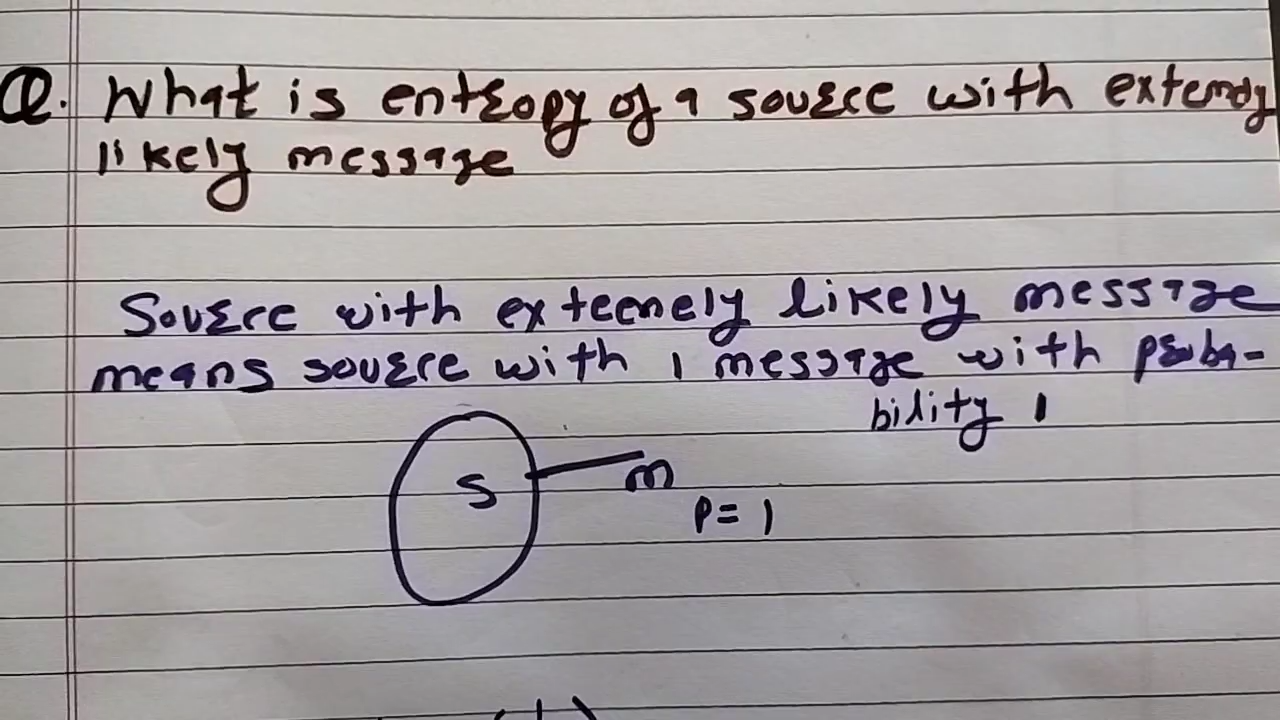 Q. What is entropy of a source with extemely
likely message
Source with extremely likely message
means source with 1 message with proba-
bility 1
S
m
P = 1